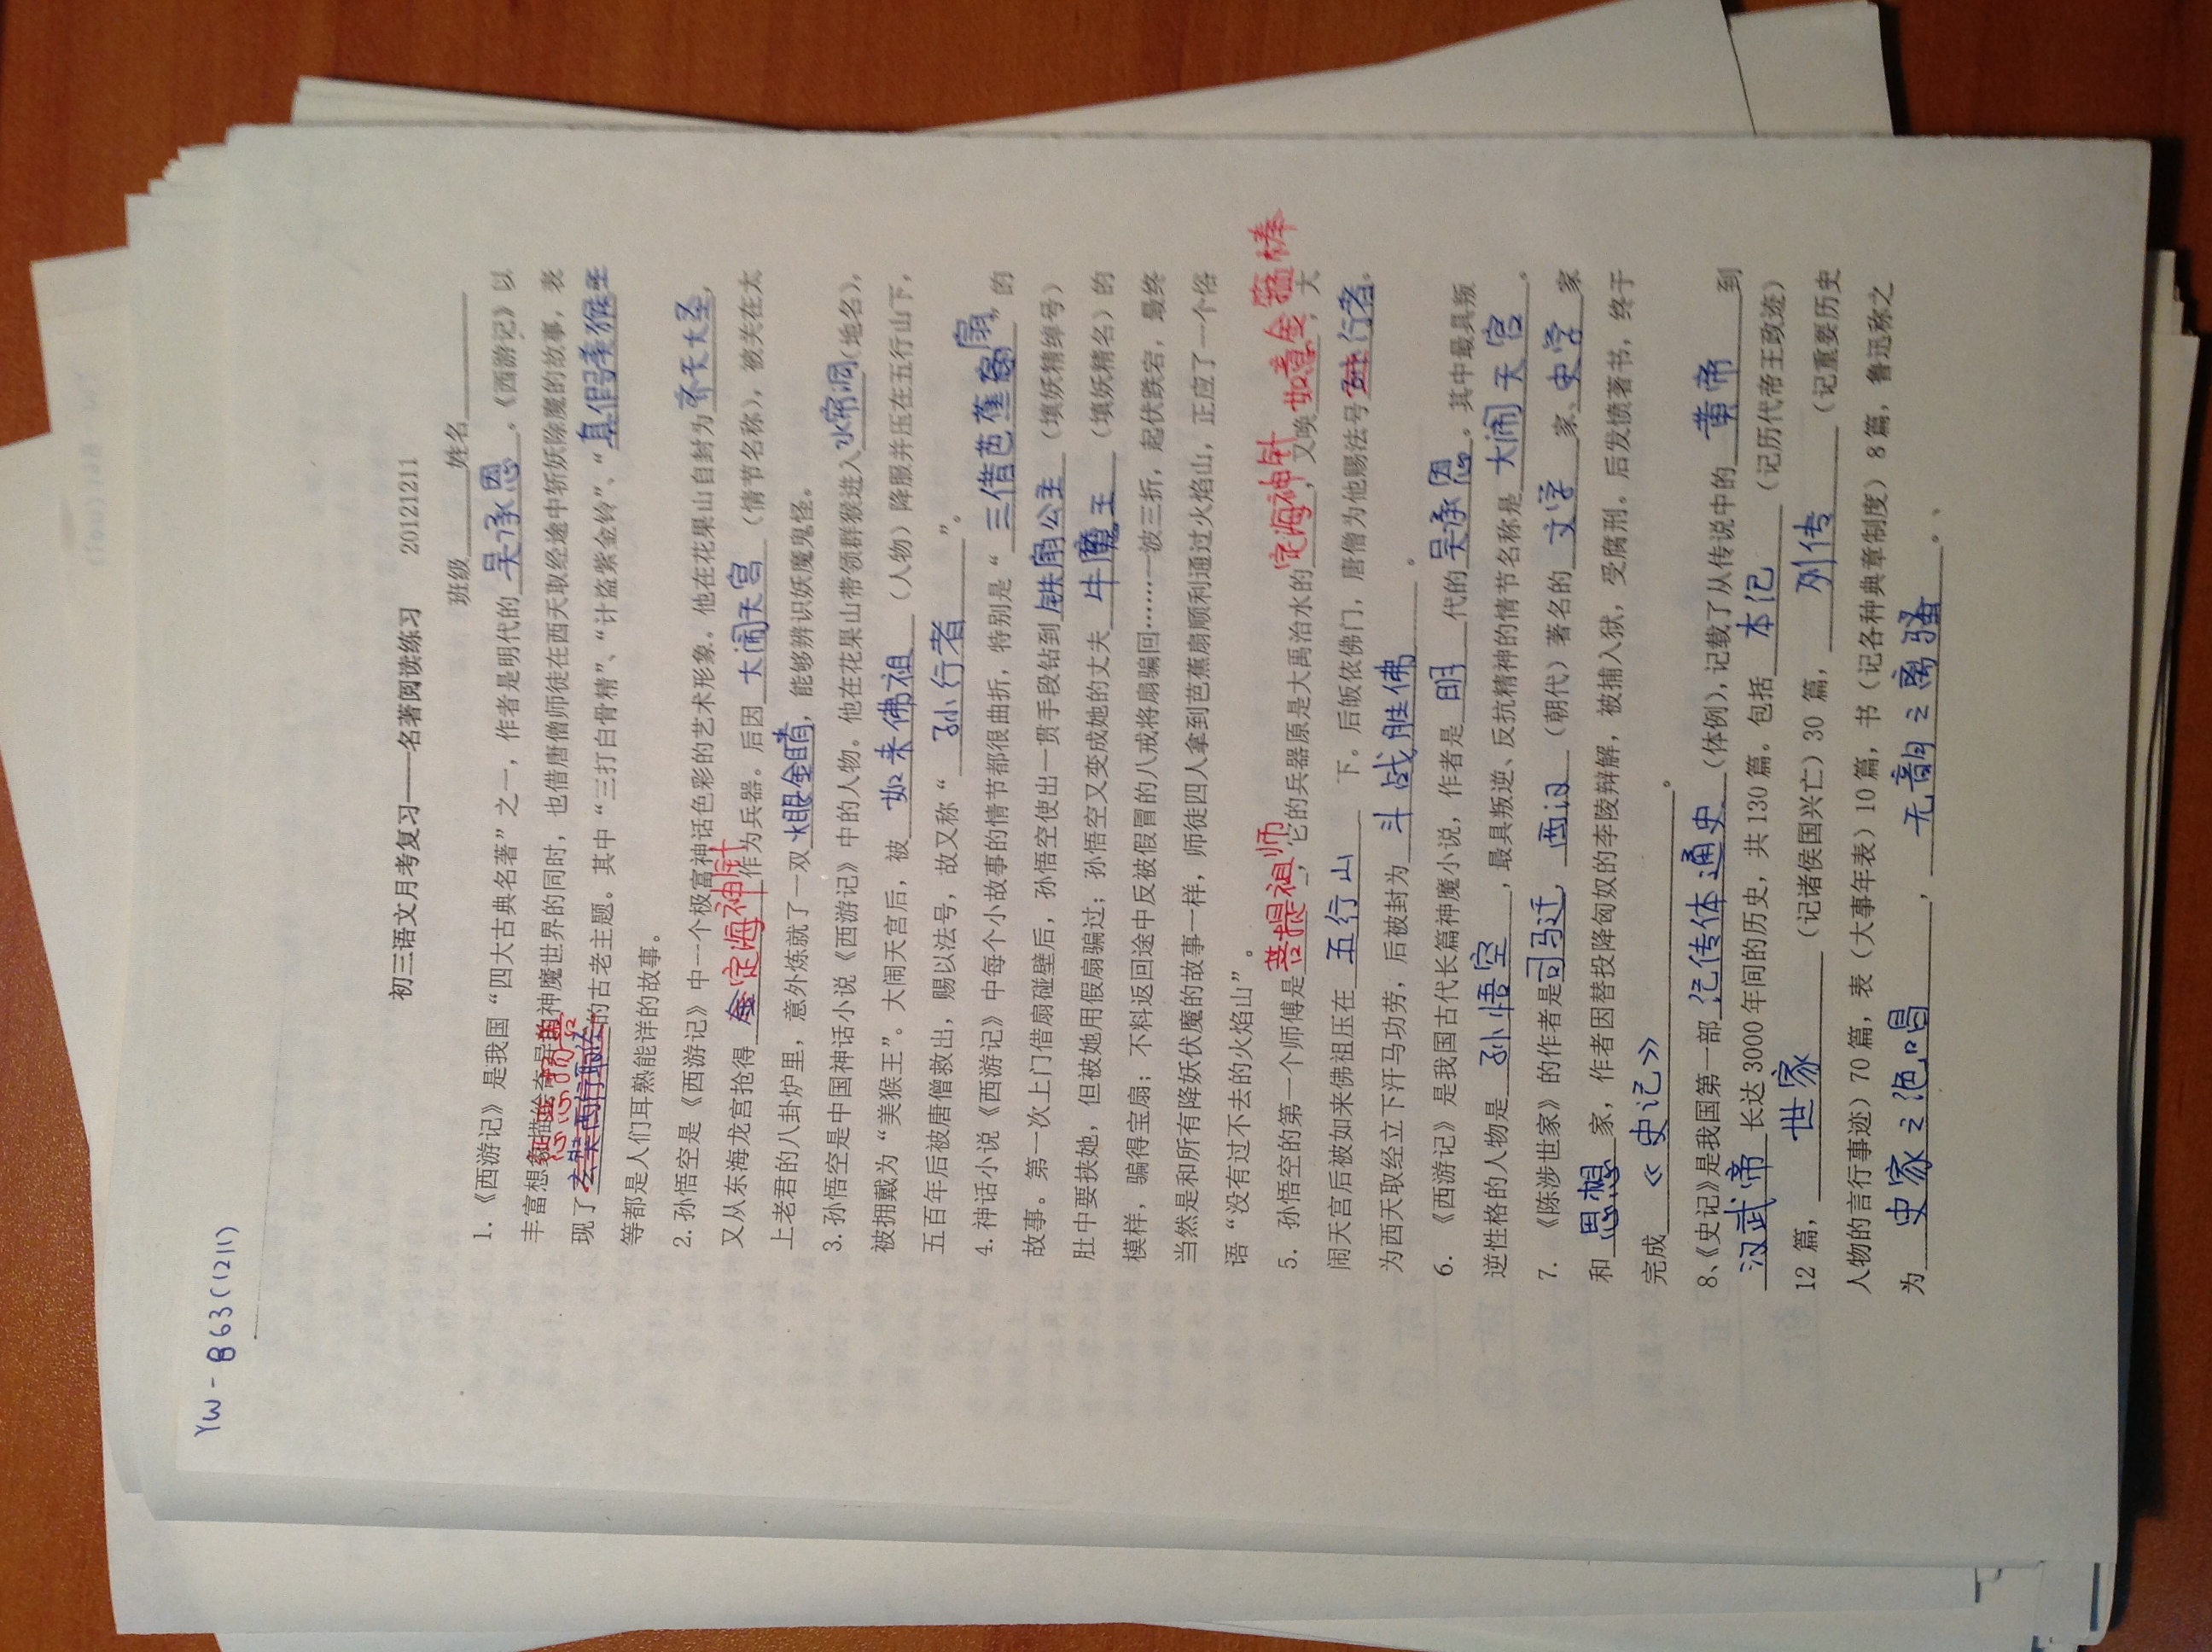 YW-863(1211)
初三语文月考复习——名著阅读练习 20121211
班级______姓名______
1.《西游记》是我国“四大古典名著”之一，作者是明代的 吴承恩 。《西游记》以
丰富想象描绘奇异的神魔世界的同时，也借唐僧师徒在西天取经途中斩妖除魔的故事，表
惩恶扬善
现了玄奘西行取经的古老主题。其中“三打白骨精”、“计盗紫金铃”、“真假美猴王
等都是人们耳熟能详的故事。
2.孙悟空是《西游记》中一个极富神话色彩的艺术形象。他在花果山自封为齐天大圣，
又从东海龙宫抢得 金定海神针作为兵器。后因 大闹天宫 （情节名称），被关在太
上老君的八卦炉里，意外炼就了一双火眼金睛，能够辨识妖魔鬼怪。
3.孙悟空是中国神话小说《西游记》中的人物。他在花果山带领群猴进入水帘洞（地名），
被拥戴为“美猴王”。大闹天宫后，被 如来佛祖 （人物）降服并压在五行山下，
五百年后被唐僧救出，赐以法号，故又称“ 孙行者 ”。
4.神话小说《西游记》中每个小故事的情节都很曲折，特别是“ 三借芭蕉扇 ”的
故事。第一次上门借扇碰壁后，孙悟空使出一贯手段钻到铁扇公主 （填妖精绰号）
肚中要挟她，但被她用假扇骗过；孙悟空又变成她的丈夫 牛魔王 （填妖精名）的
模样，骗得宝扇；不料返回途中反被假冒的八戒将扇骗回……一波三折，起伏跌宕，最终
当然是和所有降妖伏魔的故事一样，师徒四人拿到芭蕉扇顺利通过火焰山，正应了一个俗
语“没有过不去的火焰山”。
5. 孙悟空的第一个师傅是菩提祖师，它的兵器原是大禹治水的定海神针，又唤如意金箍棒，大
闹天宫后被如来佛祖压在 五行山 下。后皈依佛门，唐僧为他赐法号行者。
为西天取经立下汗马功劳，后被封为 斗战胜佛 。
6. 《西游记》是我国古代长篇神魔小说，作者是 明 代的吴承恩。其中最具叛
逆性格的人物是 孙悟空 ，最具叛逆、反抗精神的情节名称是 大闹天宫 。
7. 《陈涉世家》的作者是司马迁，西汉 （朝代）著名的 文学 家、史学 家
和 思想 家，作者因替投降匈奴的李陵辩解，被捕入狱，受腐刑。后发愤著书，终于
完成 《史记》 。
8、《史记》是我国第一部 纪传体通史 （体例），记载了从传说中的 黄帝 到
汉武帝 长达 3000 年间的历史，共 130 篇。包括 本记 （记历代帝王政迹）
12 篇， 世家 （记诸侯国兴亡）30 篇， 列传 （记重要历史
人物的言行事迹）70 篇，表（大事年表）10 篇，书（记各种典章制度）8 篇，鲁迅称之
为 史家之绝唱 ， 无韵之离骚 。